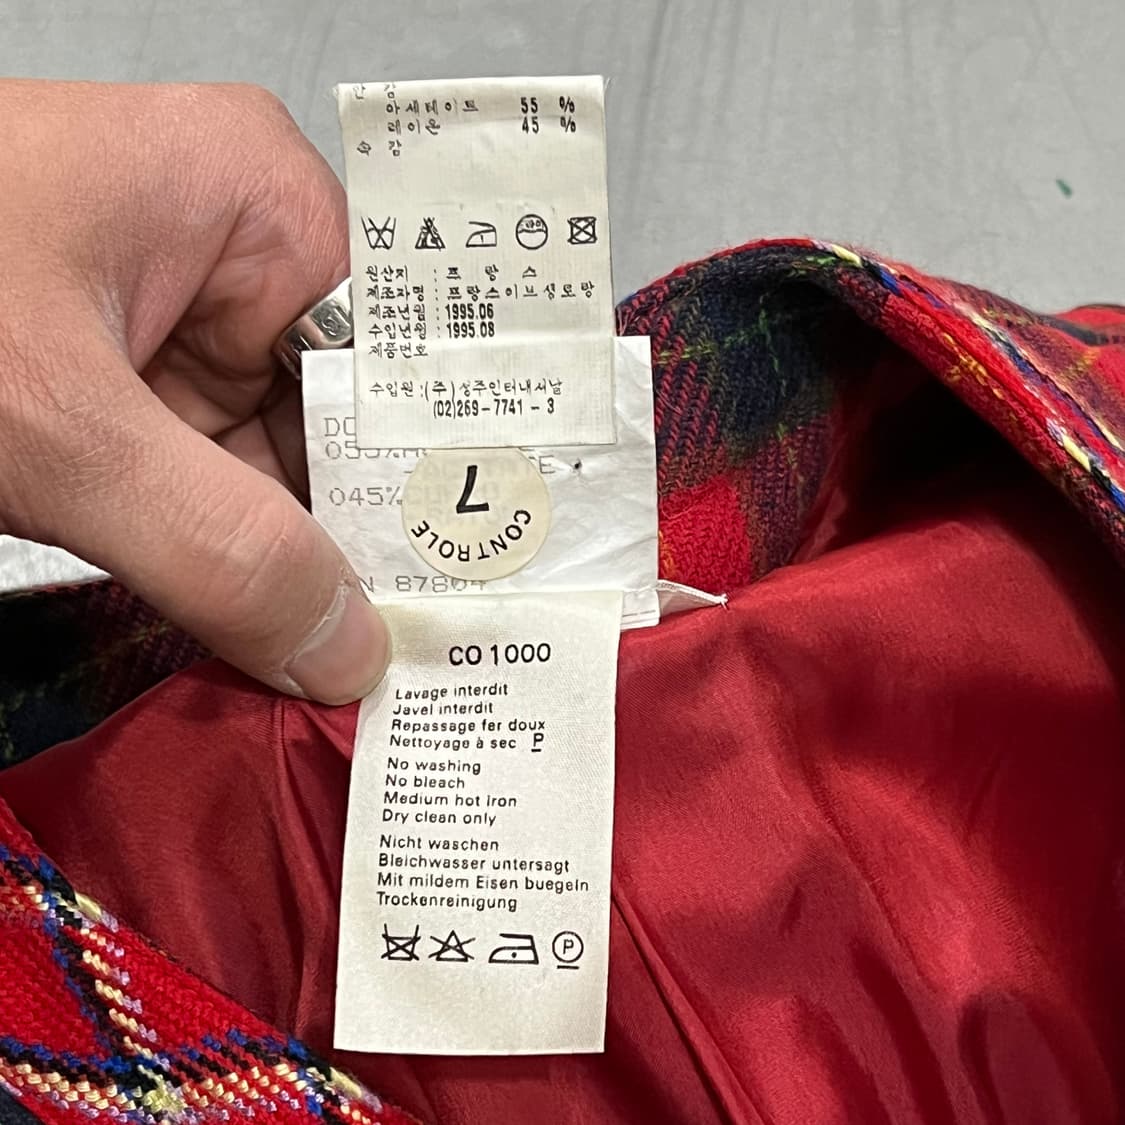 안 감
아세테이트 55 %
레이온 45 %
속 감
원산지 : 프 랑 스
제조자명 : 프랑스이브생로랑
제조년월 : 1995.06
수입년월 : 1995.08
제품번호
수입원:(주)성주인터내셔날
(02)269-7741-3
045%
7
CONTROLE
N 87804
CO 1000
Lavage interdit
Javel interdit
Repassage fer doux
Nettoyage à sec P
No washing
No bleach
Medium hot iron
Dry clean only
Nicht waschen
Bleichwasser untersagt
Mit mildem Eisen buegeln
Trockenreinigung
P